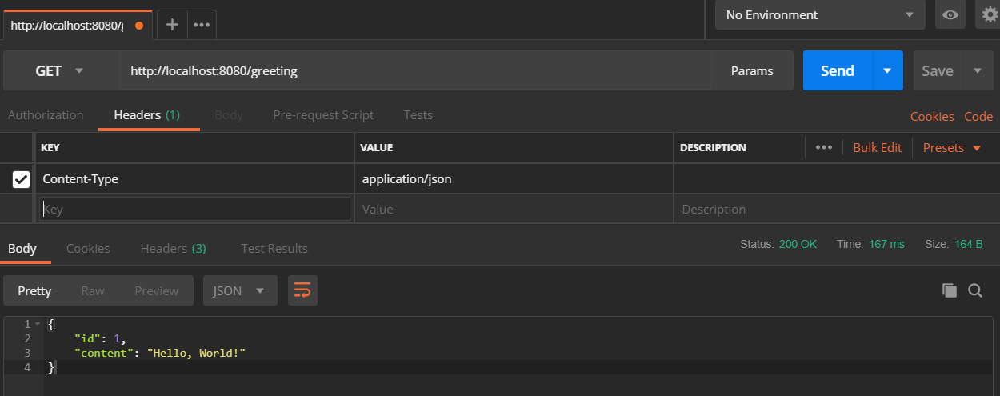 http://localhost:8080/g
No Environment
GET http://localhost:8080/greeting Params Send Save
Authorization Headers (1) Body Pre-request Script Tests Cookies Code
KEY VALUE DESCRIPTION ••• Bulk Edit Presets
Content-Type application/json
Key Value Description
Body Cookies Headers (3) Test Results Status: 200 OK Time: 167 ms Size: 164 B
Pretty Raw Preview JSON
1 {
2 "id": 1,
3 "content": "Hello, World!"
4 }